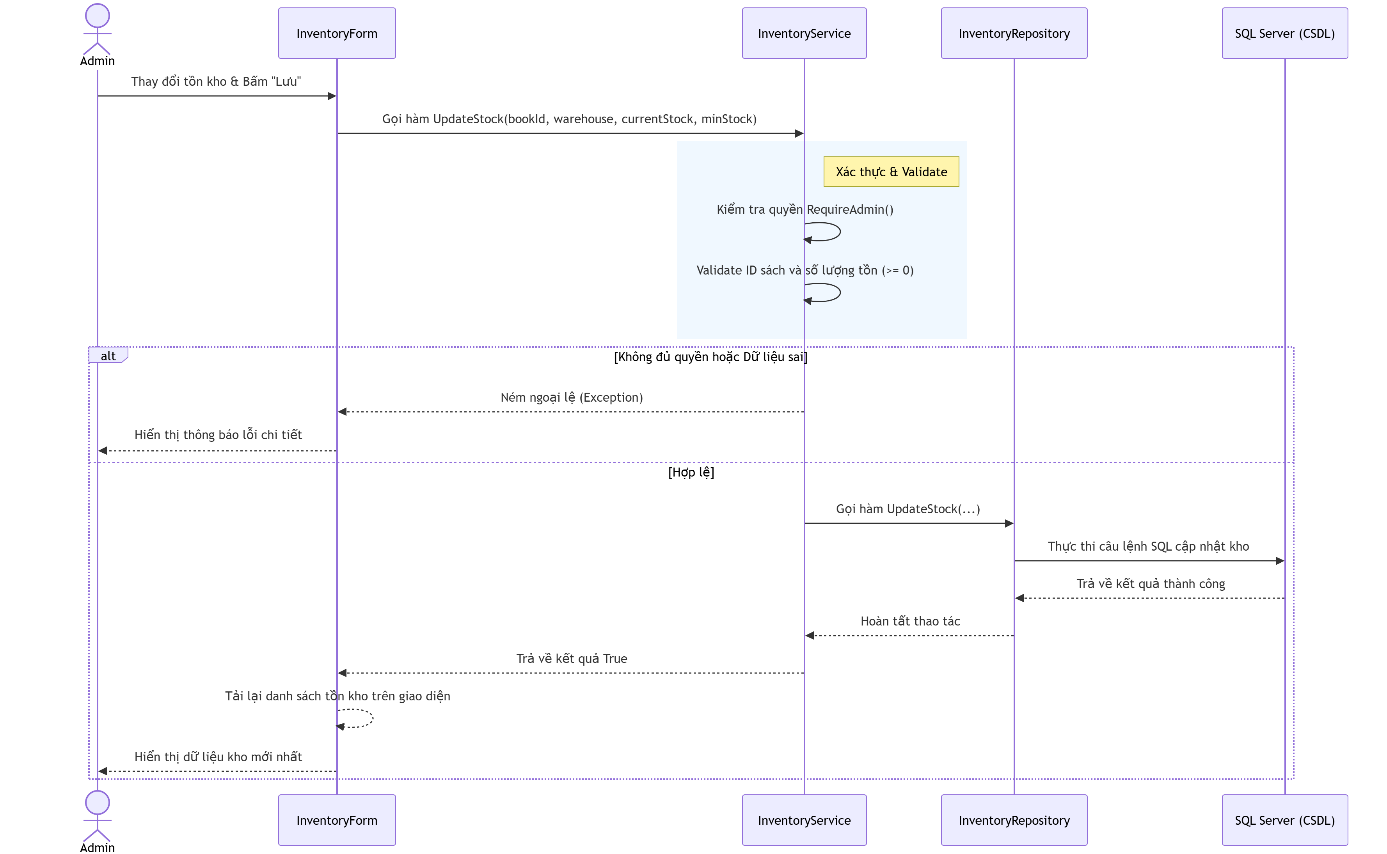 Admin
InventoryForm
InventoryService
InventoryRepository
SQL Server (CSDL)
Thay đổi tồn kho & Bấm "Lưu"
Gọi hàm UpdateStock(bookId, warehouse, currentStock, minStock)
Xác thực & Validate
Kiểm tra quyền RequireAdmin()
Validate ID sách và số lượng tồn (>= 0)
alt
[Không đủ quyền hoặc Dữ liệu sai]
Ném ngoại lệ (Exception)
Hiển thị thông báo lỗi chi tiết
[Hợp lệ]
Gọi hàm UpdateStock(...)
Thực thi câu lệnh SQL cập nhật kho
Trả về kết quả thành công
Hoàn tất thao tác
Trả về kết quả True
Tải lại danh sách tồn kho trên giao diện
Hiển thị dữ liệu kho mới nhất
Admin
InventoryForm
InventoryService
InventoryRepository
SQL Server (CSDL)